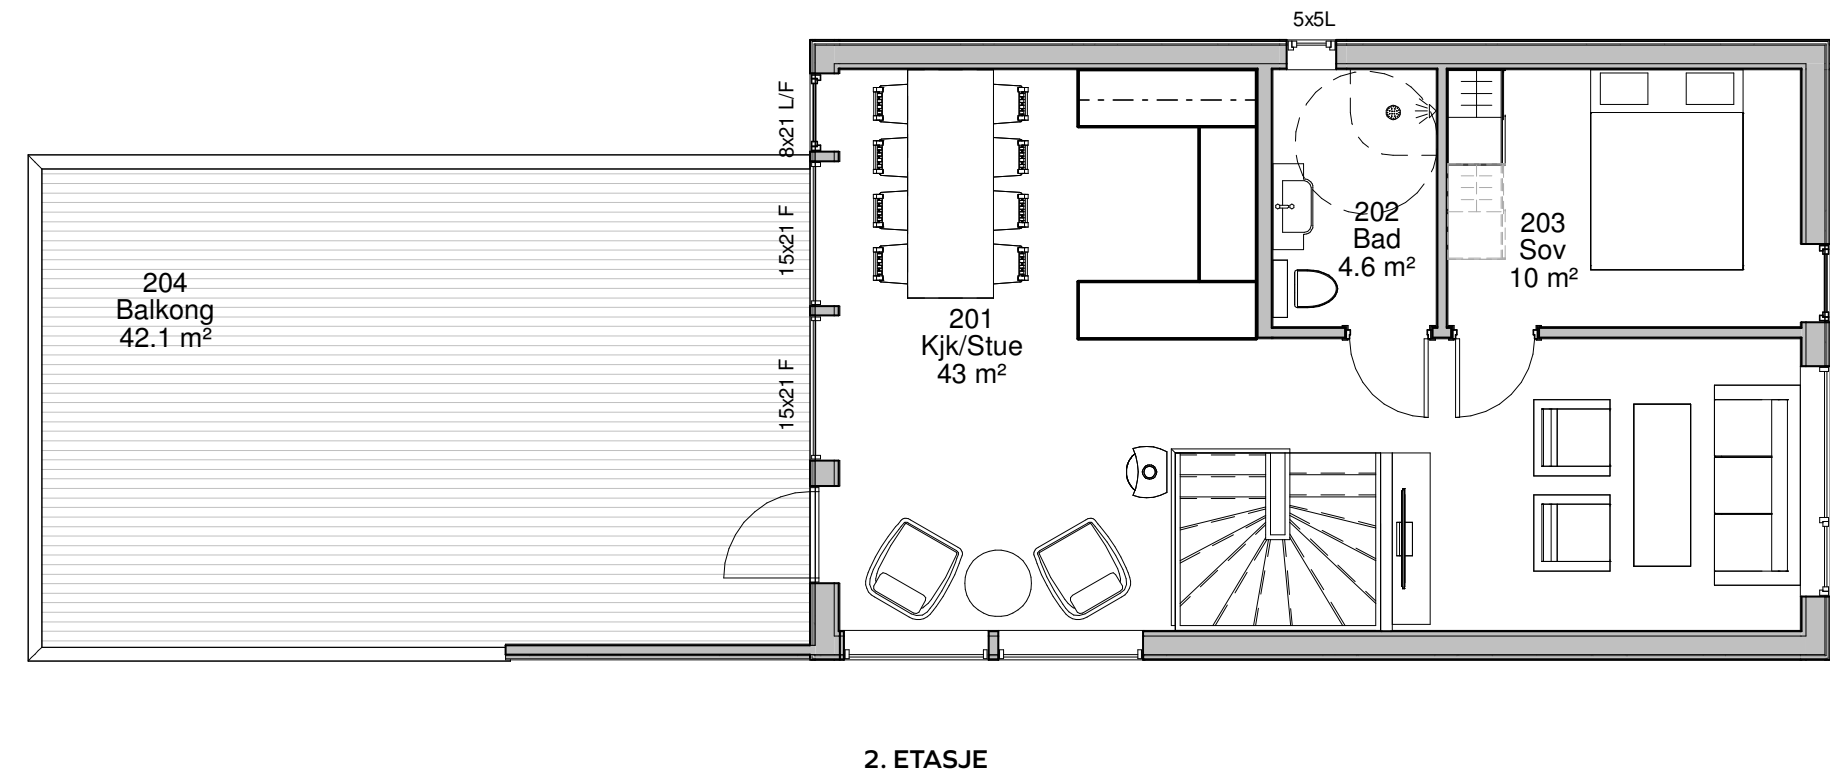 5x5L
8x21 L/F
15x21 F
15x21 F
204
Balkong
42.1 m²
201
Kjk/Stue
43 m²
202
Bad
4.6 m²
203
Sov
10 m²
2. ETASJE